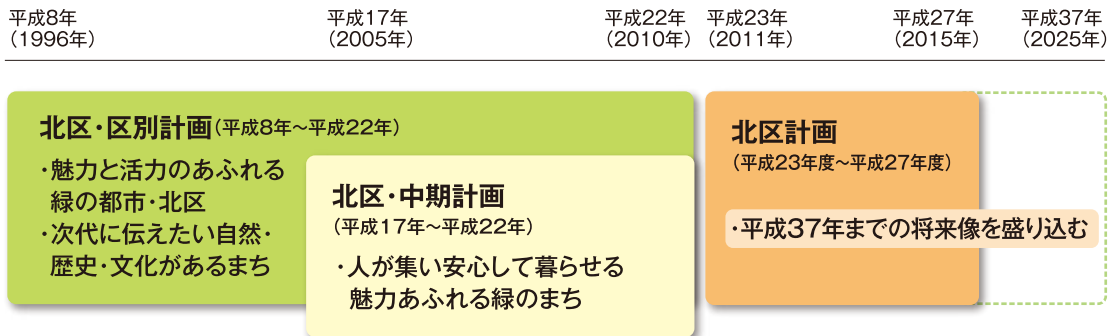 平成8年
（1996年）
平成17年
（2005年）
平成22年
（2010年）
平成23年
（2011年）
平成27年
（2015年）
平成37年
（2025年）
北区・区別計画（平成8年〜平成22年）
・魅力と活力のあふれる
緑の都市・北区
・次代に伝えたい自然・
歴史・文化があるまち
北区・中期計画
（平成17年〜平成22年）
・人が集い安心して暮らせる
魅力あふれる緑のまち
北区計画
（平成23年度〜平成27年度）
・平成37年までの将来像を盛り込む